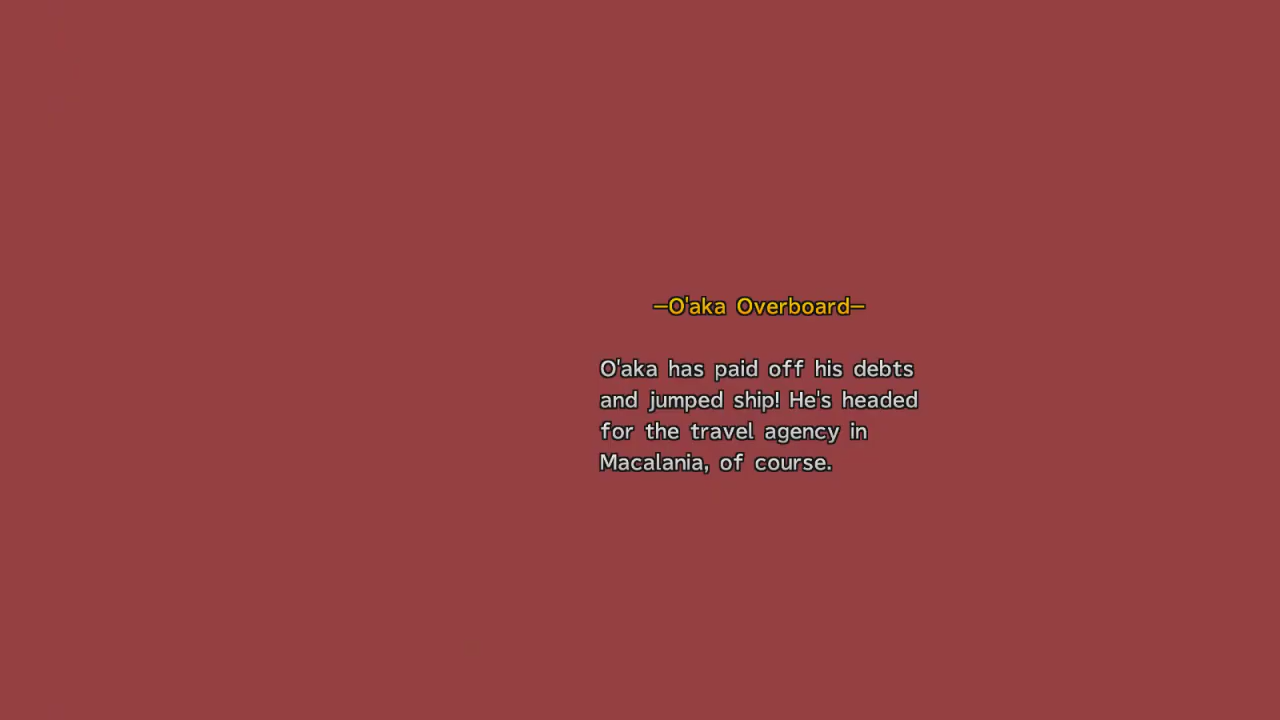 —O'aka Overboard—
O'aka has paid off his debts
and jumped ship! He's headed
for the travel agency in
Macalania, of course.